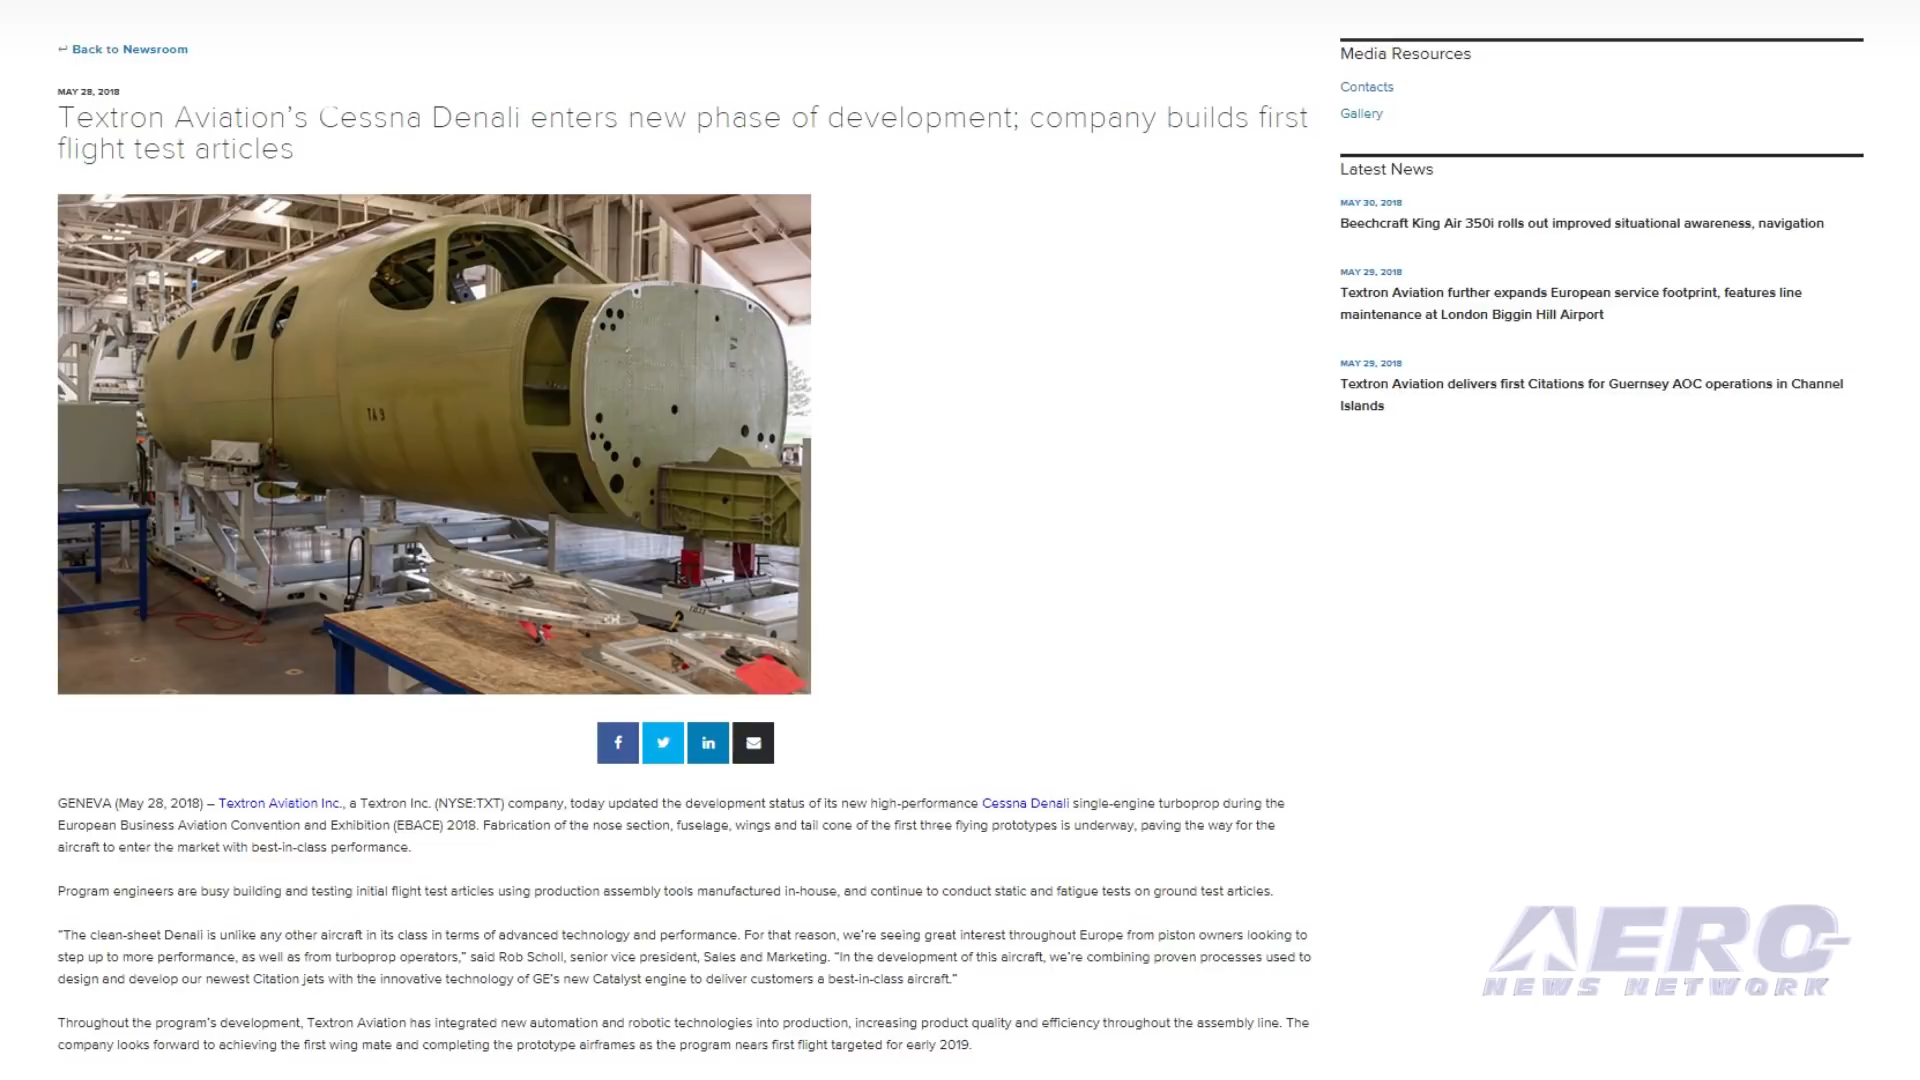 Back to Newsroom
MAY 28, 2018
Textron Aviation's Cessna Denali enters new phase of development; company builds first
flight test articles
TA 9
GENEVA (May 28, 2018) – Textron Aviation Inc., a Textron Inc. (NYSE:TXT) company, today updated the development status of its new high-performance Cessna Denali single-engine turboprop during the
European Business Aviation Convention and Exhibition (EBACE) 2018. Fabrication of the nose section, fuselage, wings and tail cone of the first three flying prototypes is underway, paving the way for the
aircraft to enter the market with best-in-class performance.
Program engineers are busy building and testing initial flight test articles using production assembly tools manufactured in-house, and continue to conduct static and fatigue tests on ground test articles.
"The clean-sheet Denali is unlike any other aircraft in its class in terms of advanced technology and performance. For that reason, we're seeing great interest throughout Europe from piston owners looking to
step up to more performance, as well as from turboprop operators," said Rob Scholl, senior vice president, Sales and Marketing. "In the development of this aircraft, we're combining proven processes used to
design and develop our newest Citation jets with the innovative technology of GE's new Catalyst engine to deliver customers a best-in-class aircraft."
Throughout the program's development, Textron Aviation has integrated new automation and robotic technologies into production, increasing product quality and efficiency throughout the assembly line. The
company looks forward to achieving the first wing mate and completing the prototype airframes as the program nears first flight targeted for early 2019.
Media Resources
Contacts
Gallery
Latest News
MAY 30, 2018
Beechcraft King Air 350i rolls out improved situational awareness, navigation
MAY 29, 2018
Textron Aviation further expands European service footprint, features line
maintenance at London Biggin Hill Airport
MAY 29, 2018
Textron Aviation delivers first Citations for Guernsey AOC operations in Channel
Islands
AERO
NEWS NETWORK